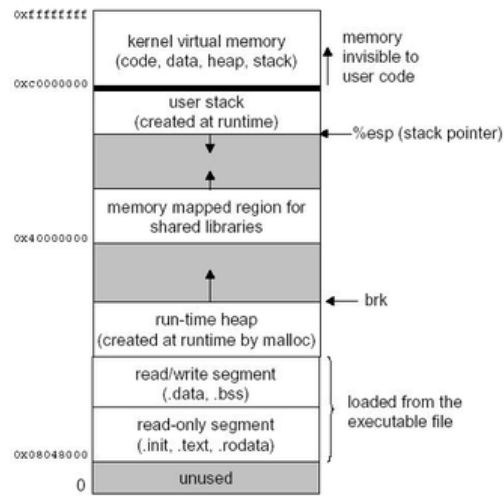 0xffffffff
kernel virtual memory
(code, data, heap, stack)
memory
invisible to
user code
0xc0000000
user stack
(created at runtime)
%esp (stack pointer)
memory mapped region for
shared libraries
0x40000000
brk
run-time heap
(created at runtime by malloc)
read/write segment
(.data, .bss)
loaded from the
executable file
read-only segment
(.init, .text, .rodata)
0x08048000
unused
0